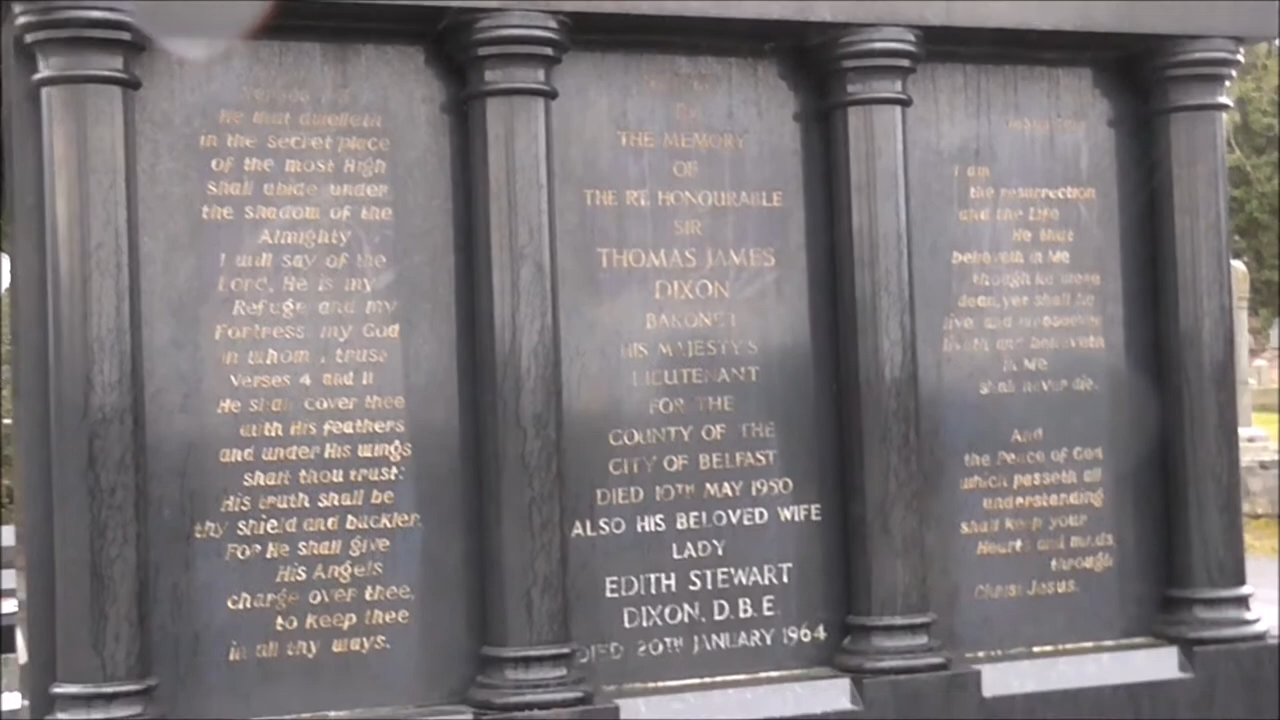 He that dwelleth
in the secret place
of the most High
shall abide under
the shadow of the
Almighty
I will say of the
Lord, He is my
Refuge and my
Fortress: my God
in whom I trust
Verses 4 and 11
He shall cover thee
with His feathers
and under His wings
shalt thou trust:
His truth shall be
thy shield and buckler.
For He shall give
His Angels
charge over thee,
to keep thee
in all thy ways.
THE MEMORY
OF
THE RT. HONOURABLE
SIR
THOMAS JAMES
DIXON
BARONET
HIS MAJESTY'S
LIEUTENANT
FOR THE
COUNTY OF THE
CITY OF BELFAST
DIED 10TH MAY 1950
ALSO HIS BELOVED WIFE
LADY
EDITH STEWART
DIXON. D.B.E.
DIED 20TH JANUARY 1964
I am
the resurrection
and the Life
He that
believeth in Me
though he were
dead, yet shall he
live and whosoever
liveth and believeth
in Me
shall never die.
And
the Peace of God
which passeth all
understanding
shall keep your
Hearts and minds
through
Christ Jesus.